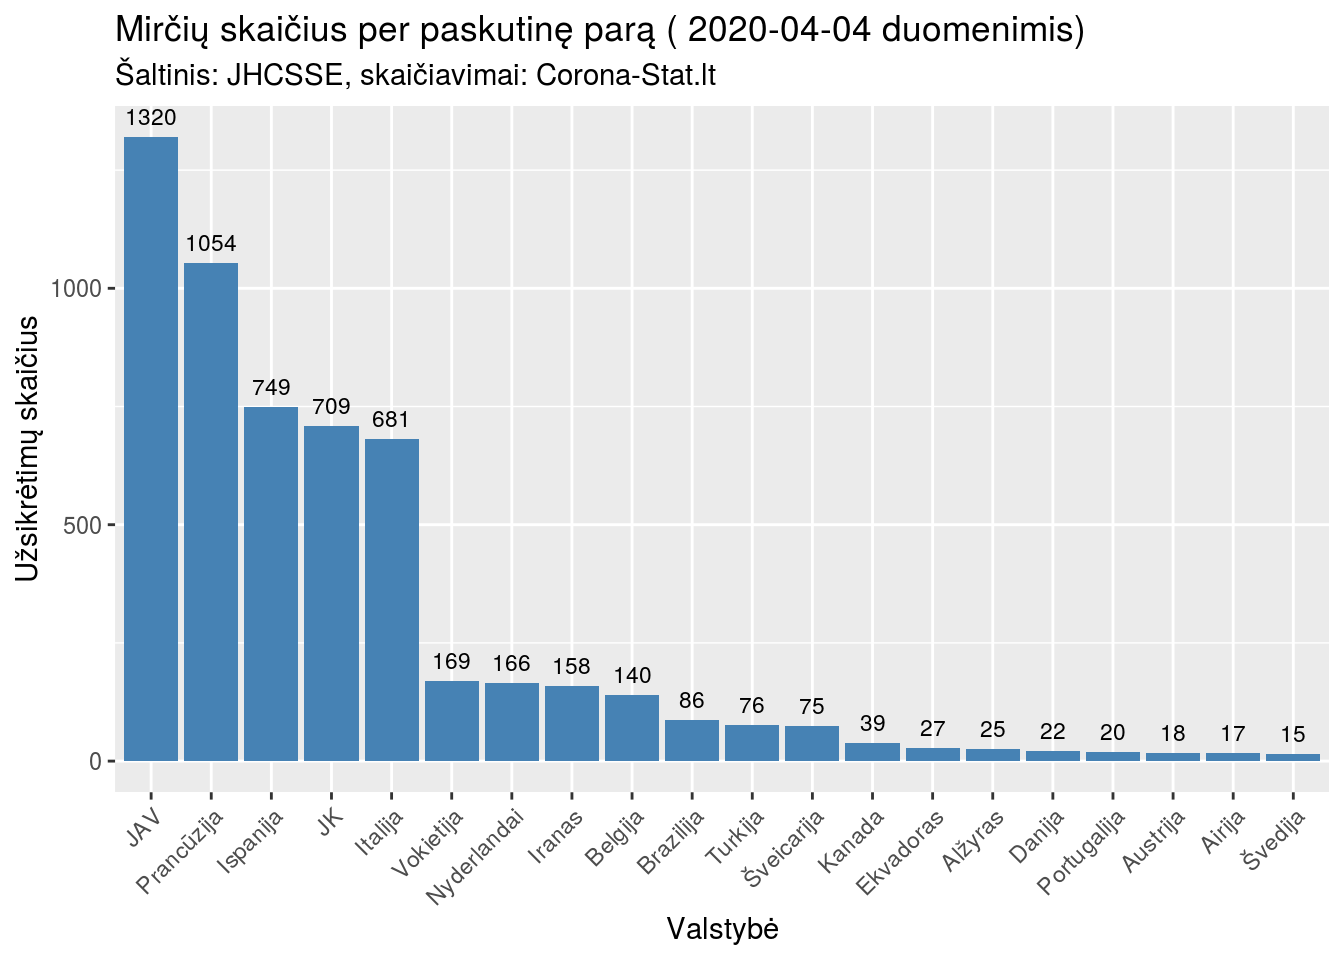 Mirčių skaičius per paskutinę parą ( 2020-04-04 duomenimis)
Šaltinis: JHCSSE, skaičiavimai: Corona-Stat.lt
Užsikrėtimų skaičius
1000
500
0
1320
1054
749
709
681
169
166
158
140
86
76
75
39
27
25
22
20
18
17
15
JAV
Prancūzija
Ispanija
JK
Italija
Vokietija
Nyderlandai
Iranas
Belgija
Brazilija
Turkija
Šveicarija
Kanada
Ekvadoras
Alžyras
Danija
Portugalija
Austrija
Airija
Švedija
Valstybė